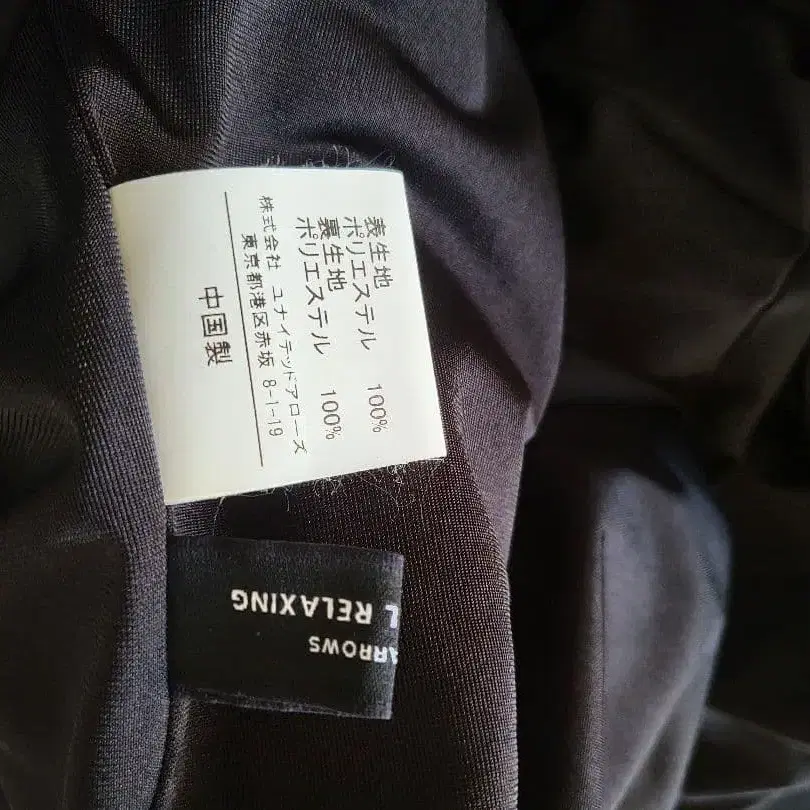 表生地
ポリエステル 100%
裏生地
ポリエステル 100%
株式会社 ユナイテッドアローズ
東京都港区赤坂 8-1-19
中国製
L RELAXING
ARROWS